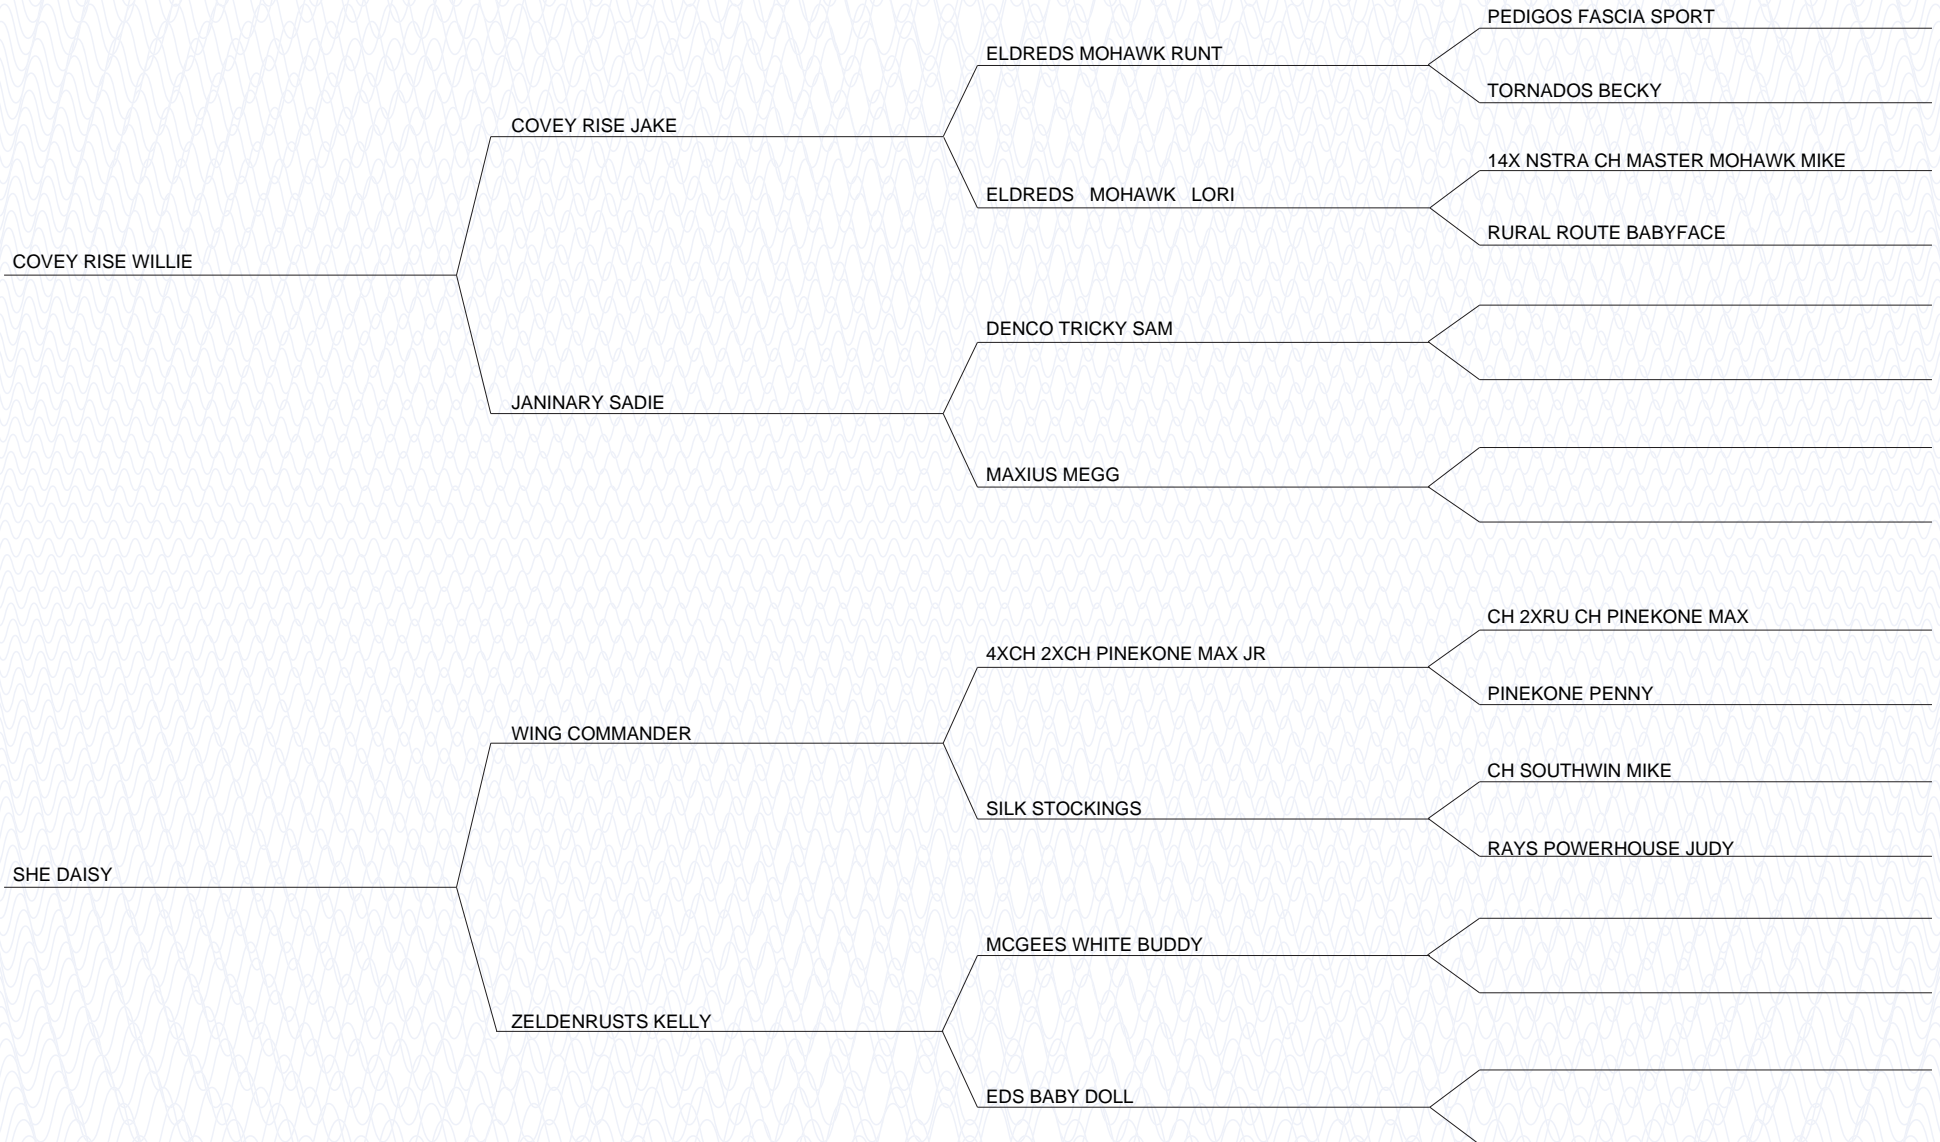 PEDIGOS FASCIA SPORT
ELDREDS MOHAWK RUNT
TORNADOS BECKY
COVEY RISE JAKE
14X NSTRA CH MASTER MOHAWK MIKE
ELDREDS MOHAWK LORI
RURAL ROUTE BABYFACE
COVEY RISE WILLIE
DENCO TRICKY SAM
JANINARY SADIE
MAXIUS MEGG
CH 2XRU CH PINEKONE MAX
4XCH 2XCH PINEKONE MAX JR
PINEKONE PENNY
WING COMMANDER
CH SOUTHWIN MIKE
SILK STOCKINGS
RAYS POWERHOUSE JUDY
SHE DAISY
MCGEES WHITE BUDDY
ZELDENRUSTS KELLY
EDS BABY DOLL